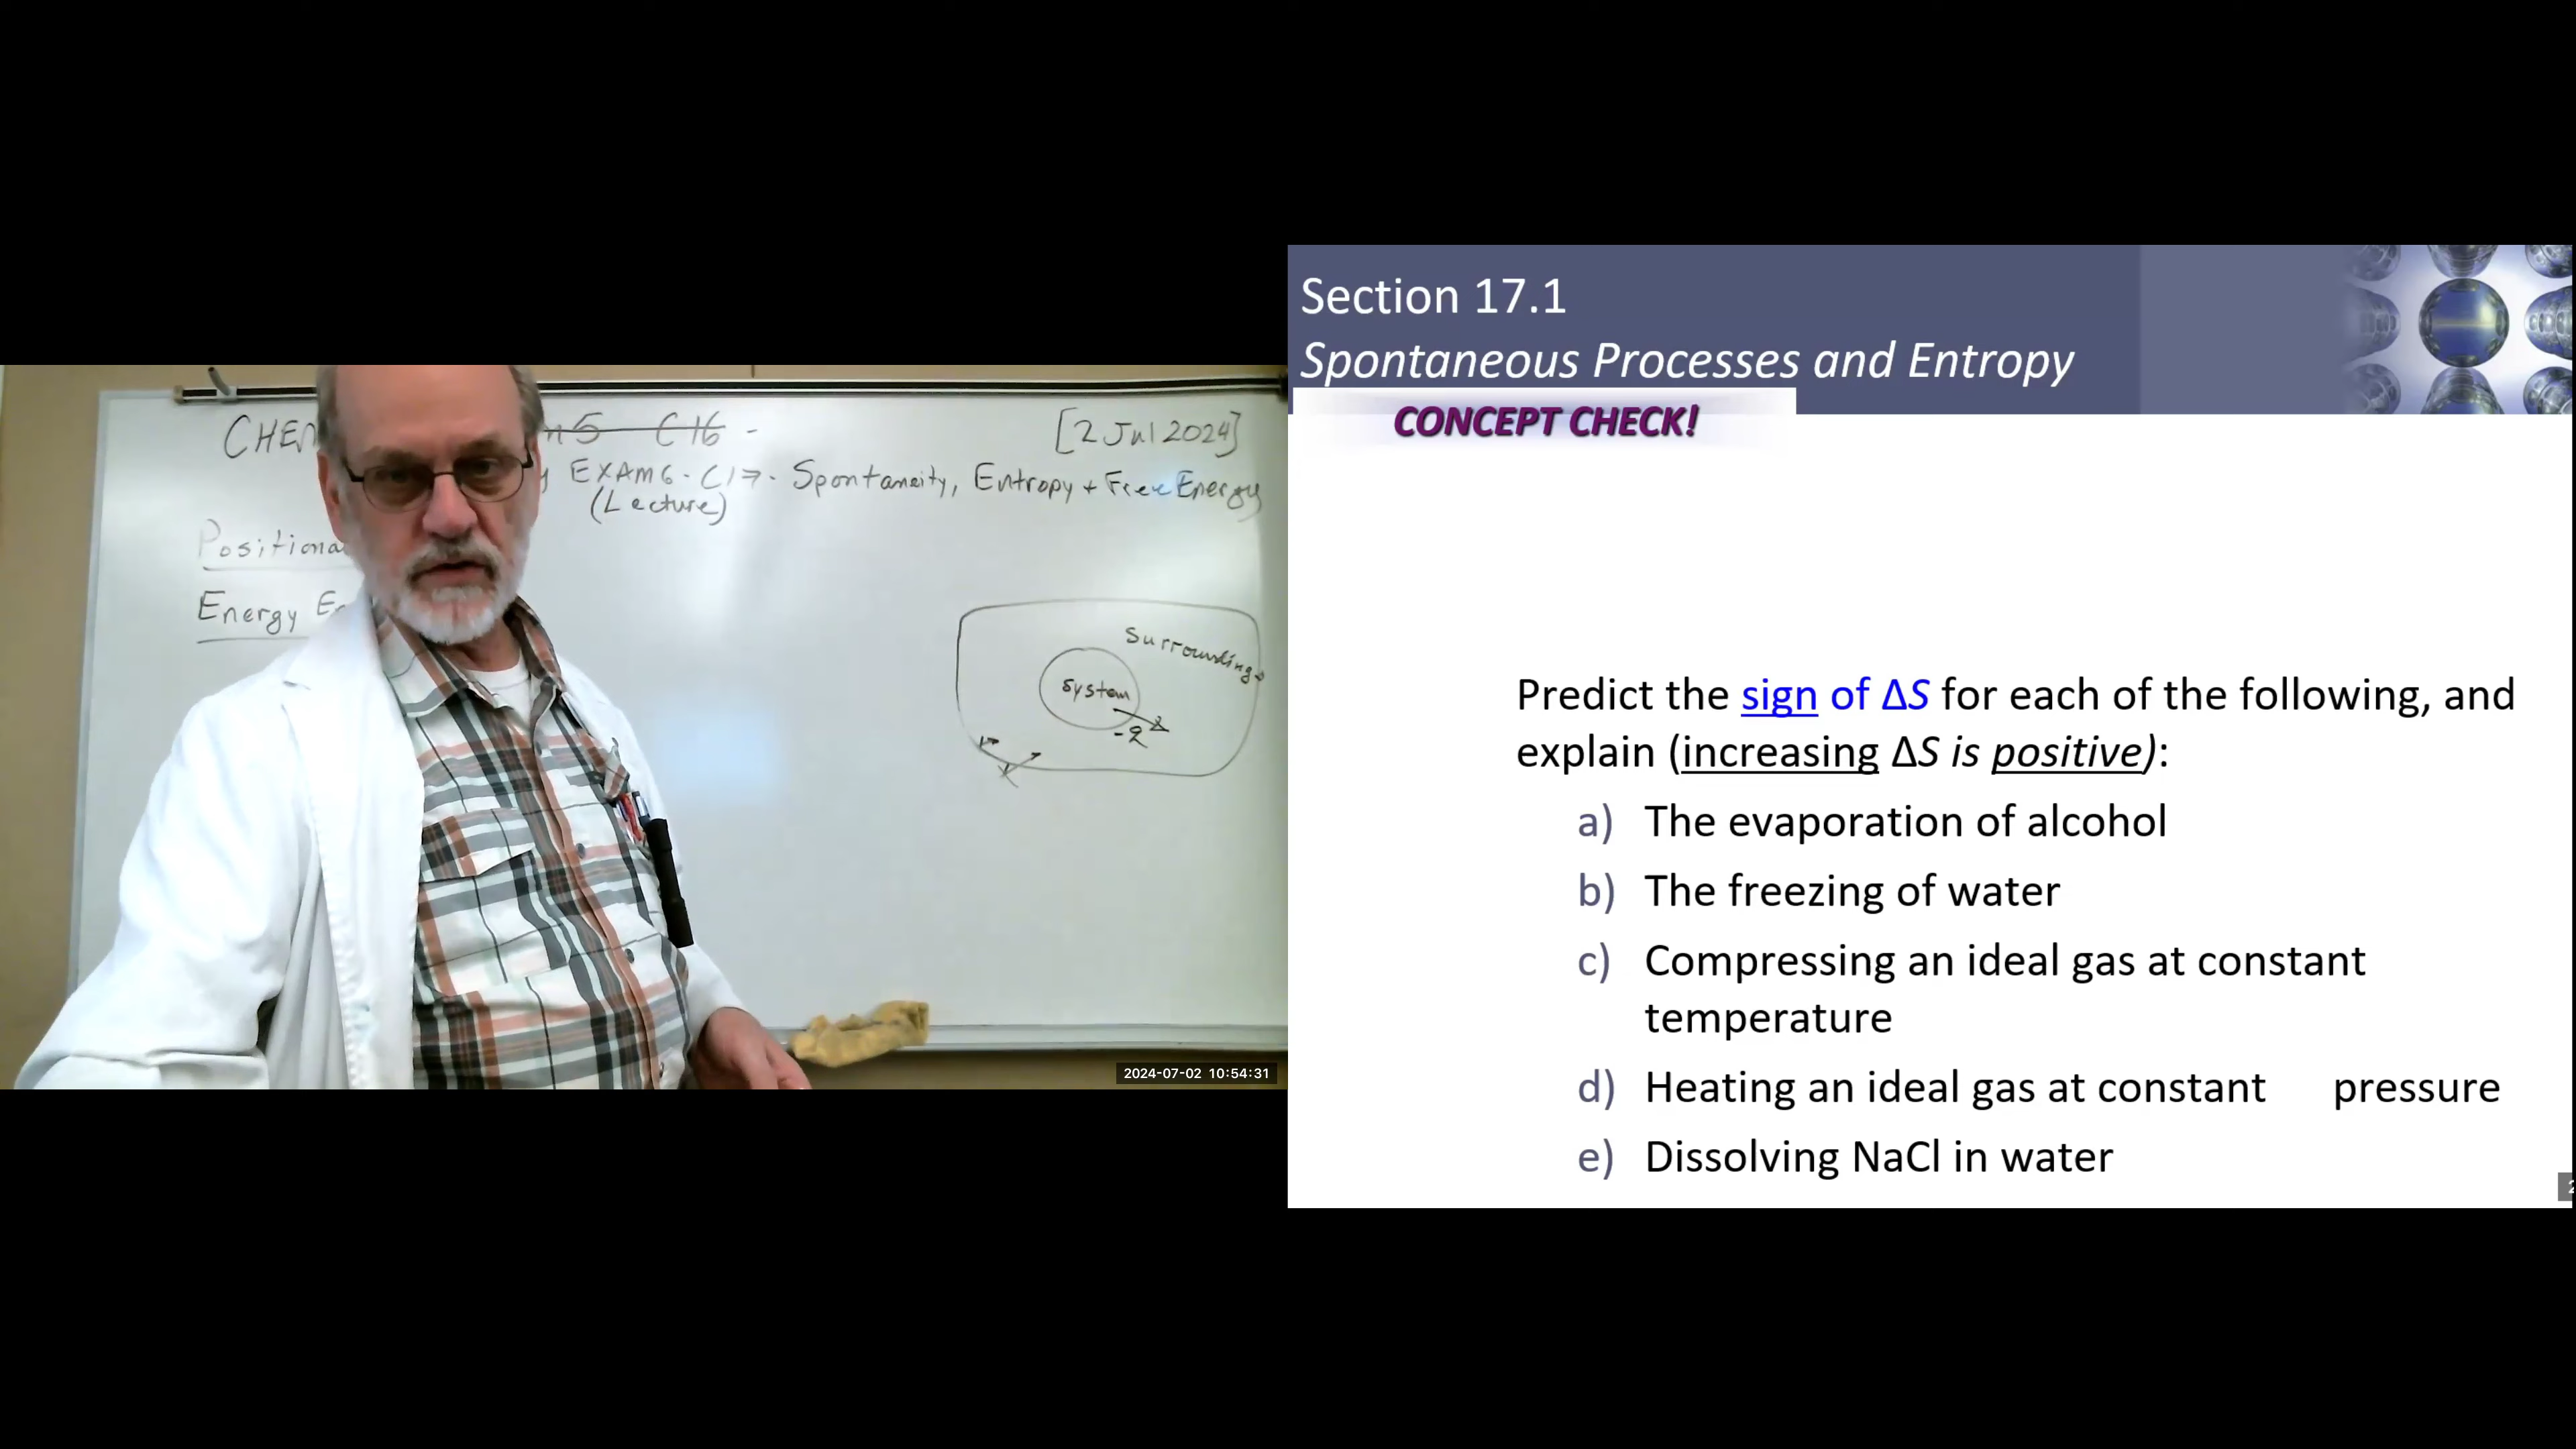 CHEM
5 C16 -
[2 Jul 2024]
EXAM 6 - C17 - Spontaneity, Entropy + Free Energy
(Lecture)
Positiona
Energy En
Surroundings
System
-q
2024-07-02 10:54:31
Section 17.1
Spontaneous Processes and Entropy
CONCEPT CHECK!
Predict the sign of ΔS for each of the following, and
explain (increasing ΔS is positive):
a) The evaporation of alcohol
b) The freezing of water
c) Compressing an ideal gas at constant
temperature
d) Heating an ideal gas at constant pressure
e) Dissolving NaCl in water